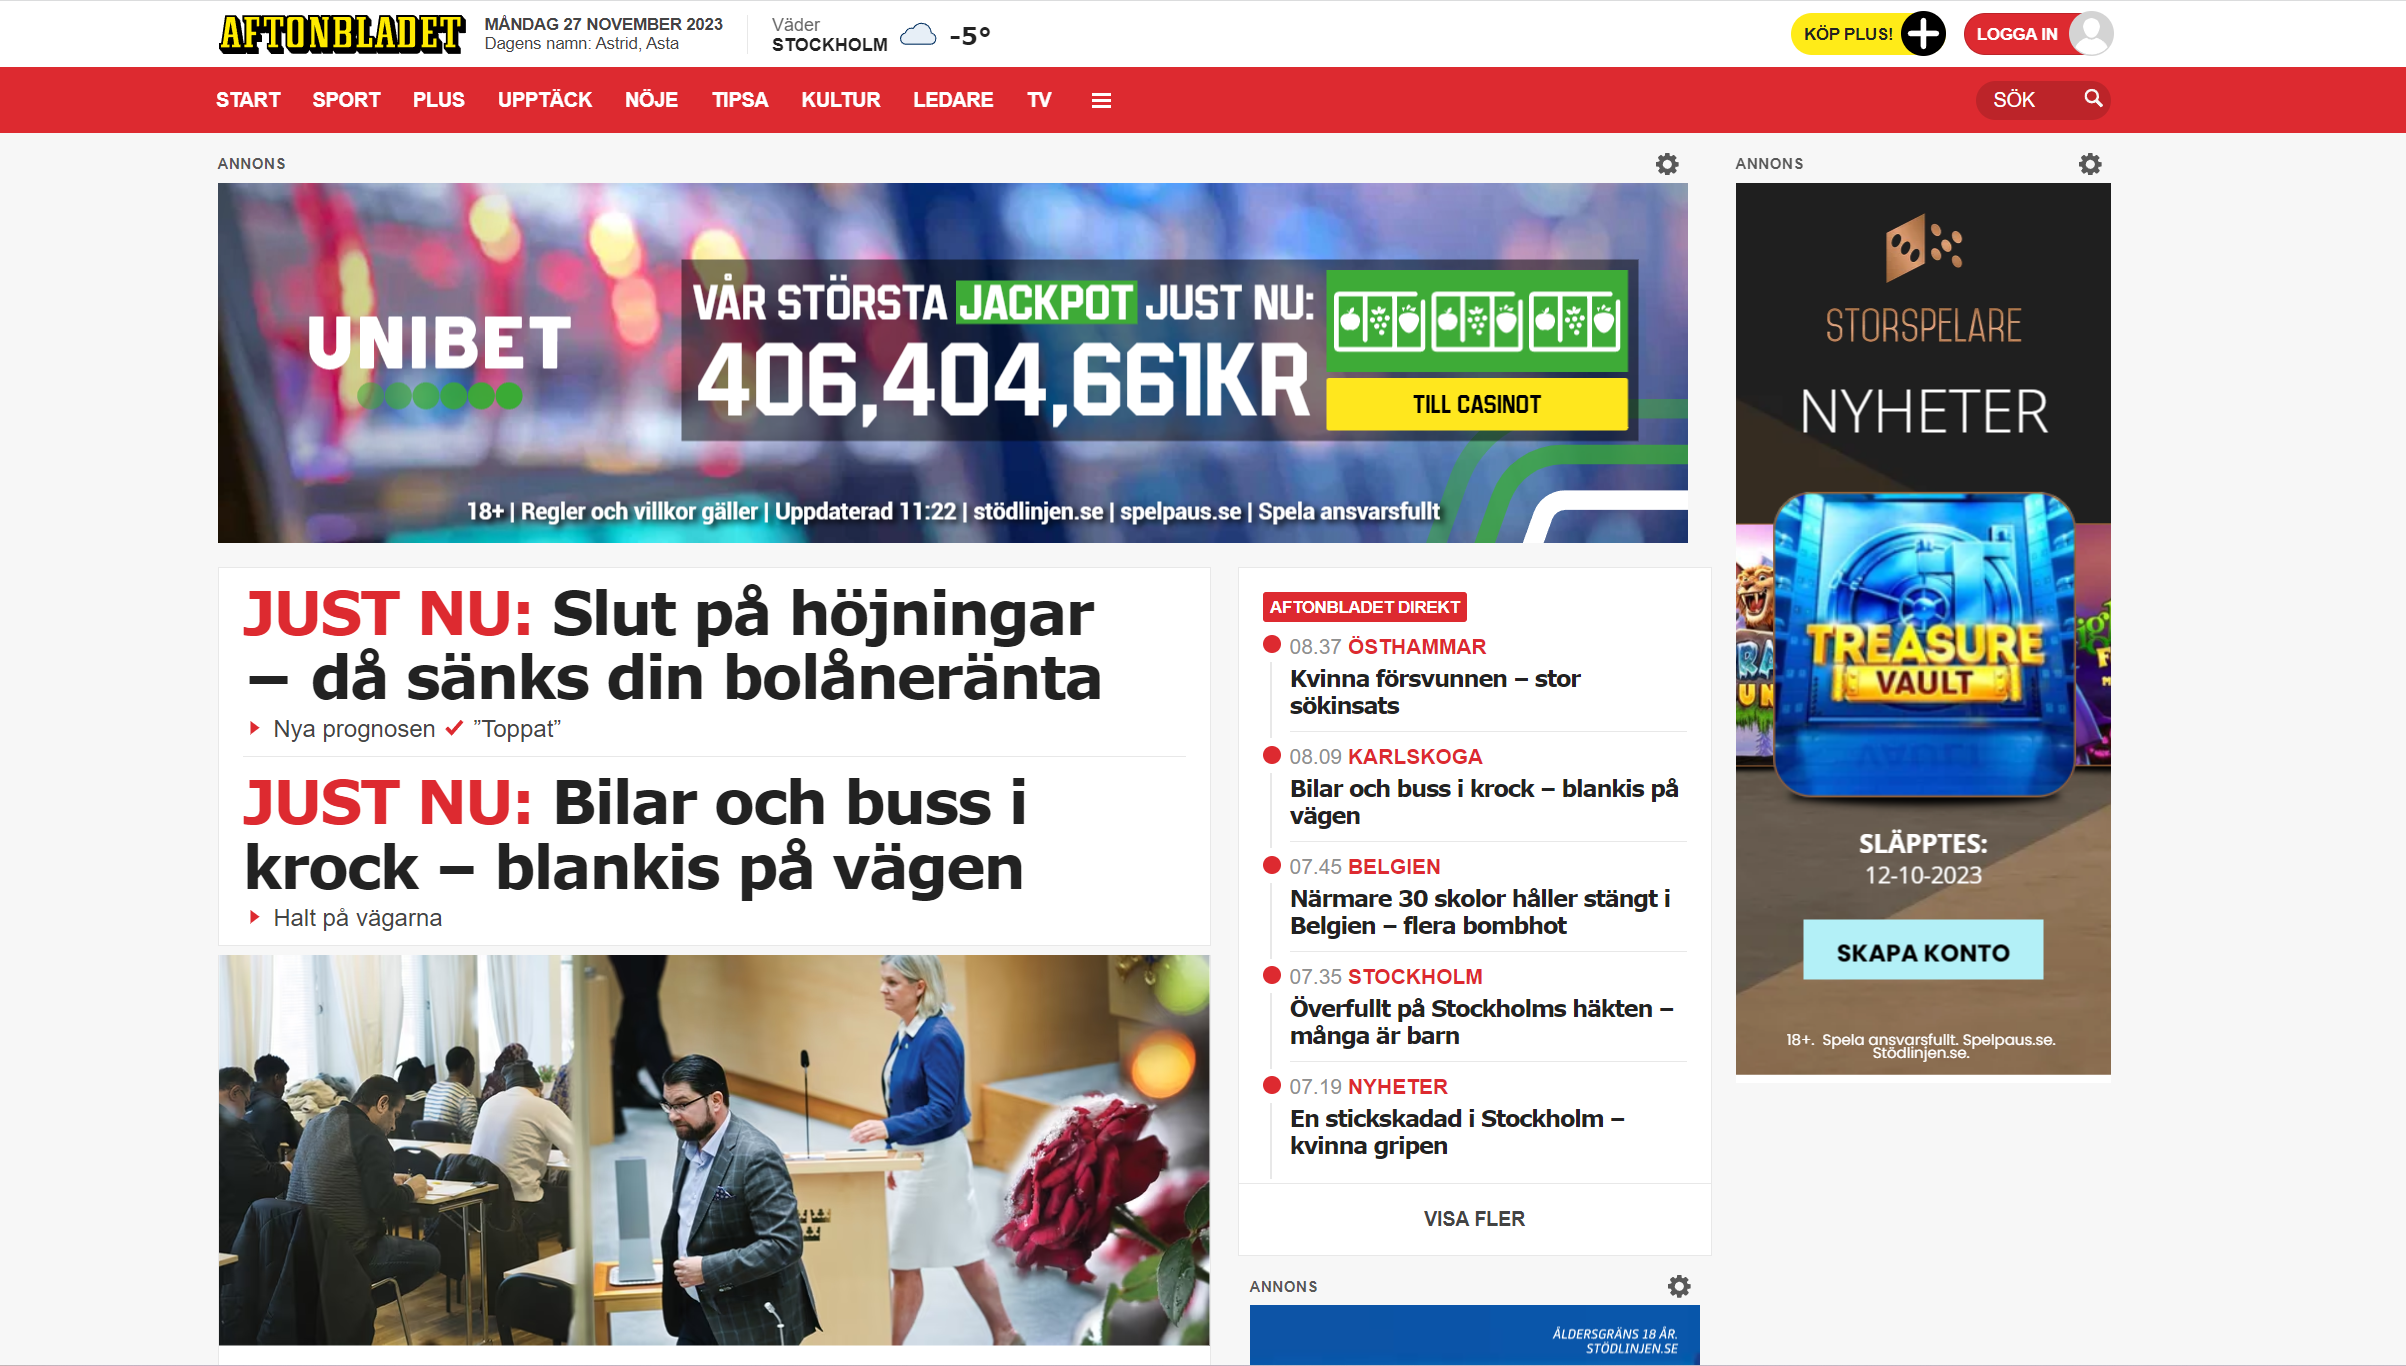 AFTONBLADET
MÅNDAG 27 NOVEMBER 2023
Dagens namn: Astrid, Asta
Väder
STOCKHOLM
-5°
KÖP PLUS!
LOGGA IN
START SPORT PLUS UPPTÄCK NÖJE TIPSA KULTUR LEDARE TV
SÖK
ANNONS
UNIBET
VÅR STÖRSTA JACKPOT JUST NU:
406,404,661KR
TILL CASINOT
18+ | Regler och villkor gäller | Uppdaterad 11:22 | stödlinjen.se | spelpaus.se | Spela ansvarsfullt
JUST NU: Slut på höjningar
– då sänks din bolåneränta
Nya prognosen ”Toppat”
JUST NU: Bilar och buss i
krock – blankis på vägen
Halt på vägarna
AFTONBLADET DIREKT
08.37 ÖSTHAMMAR
Kvinna försvunnen – stor
sökinsats
08.09 KARLSKOGA
Bilar och buss i krock – blankis på
vägen
07.45 BELGIEN
Närmare 30 skolor håller stängt i
Belgien – flera bombhot
07.35 STOCKHOLM
Överfullt på Stockholms häkten –
många är barn
07.19 NYHETER
En stickskadad i Stockholm –
kvinna gripen
VISA FLER
ANNONS
ÅLDERSGRÄNS 18 ÅR.
STÖDLINJEN.SE
ANNONS
STORSPELARE
NYHETER
TREASURE
VAULT
SLÄPPTES:
12-10-2023
SKAPA KONTO
18+. Spela ansvarsfullt. Spelpaus.se.
Stödlinjen.se.